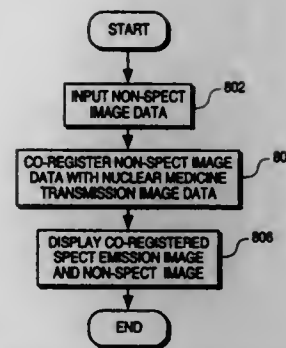 START
INPUT NON-SPECT
IMAGE DATA
802
CO-REGISTER NON-SPECT IMAGE
DATA WITH NUCLEAR MEDICINE
TRANSMISSION IMAGE DATA
DISPLAY CO-REGISTERED
SPECT EMISSION IMAGE
AND NON-SPECT IMAGE
806
END